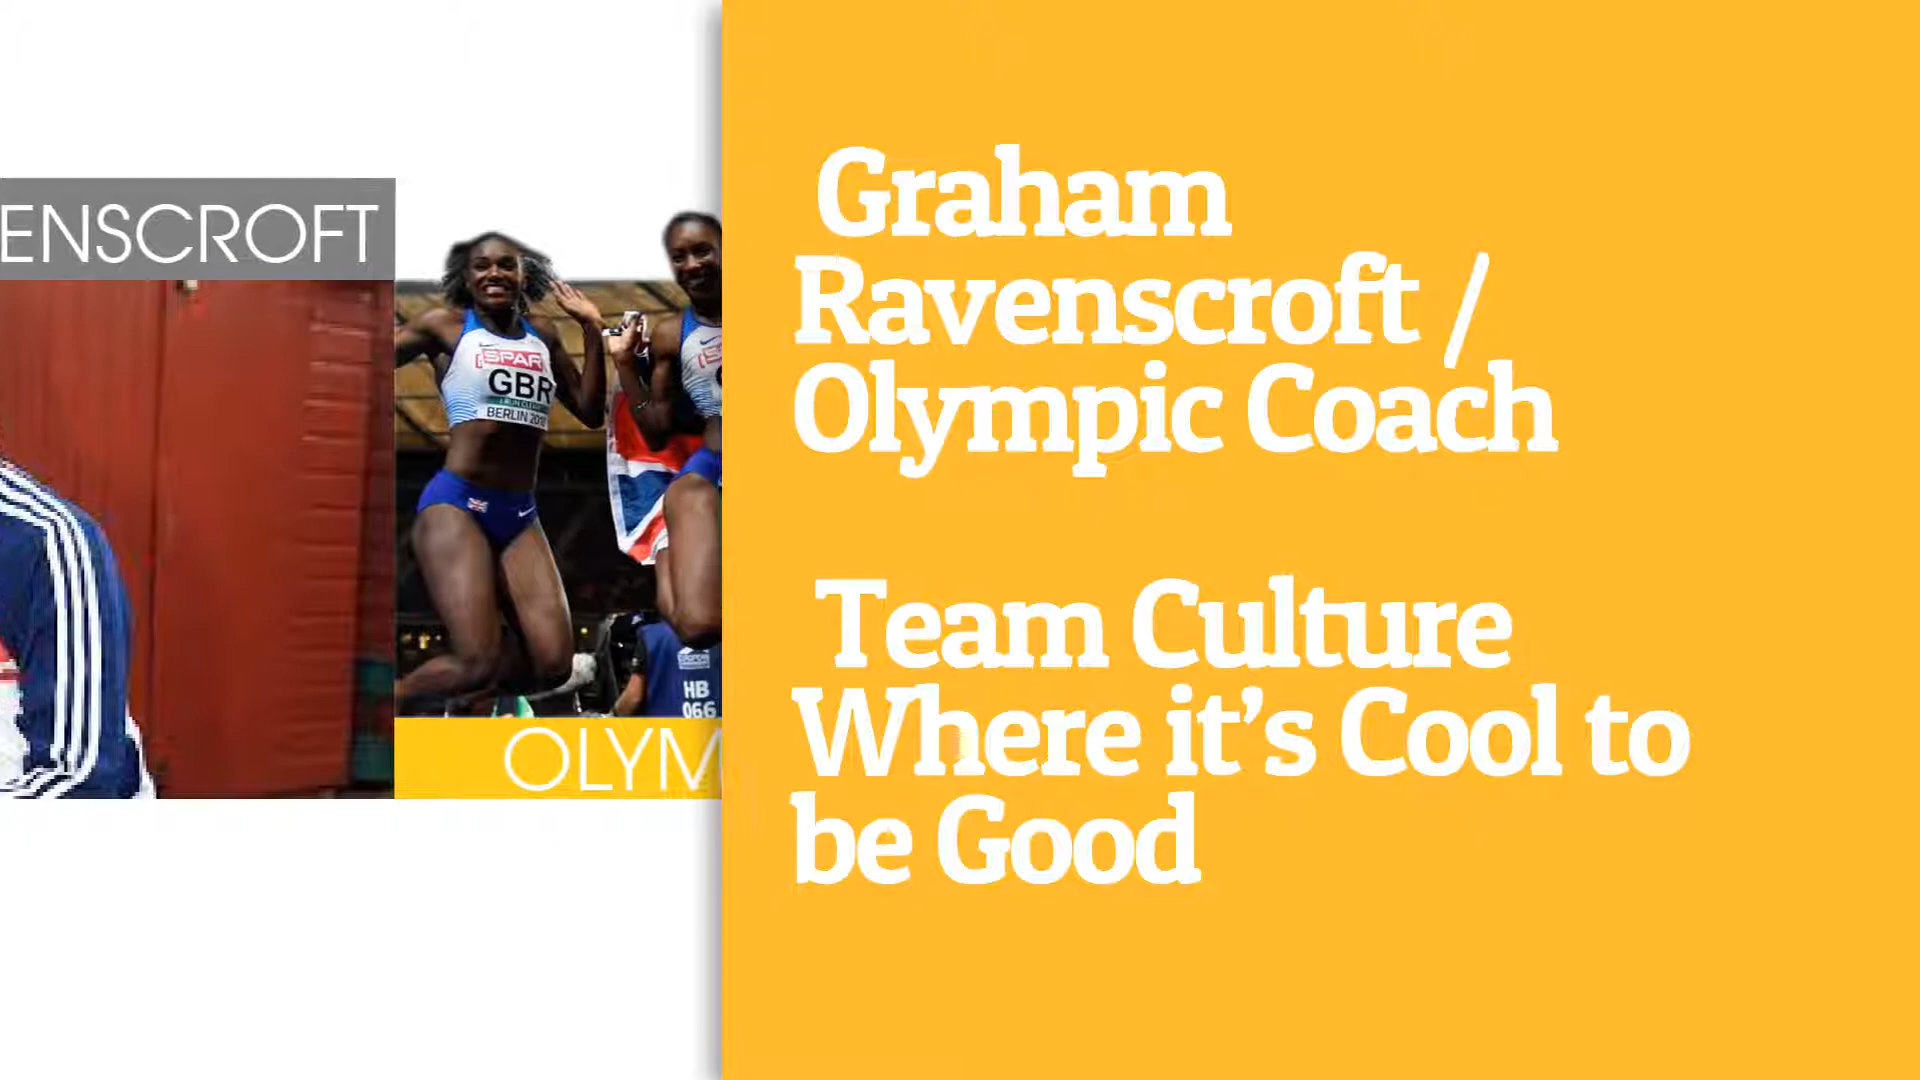 ENSCROFT
SPAR
GBR
BERLIN 2018
HB
066
OLYM
Graham
Ravenscroft /
Olympic Coach
Team Culture
Where it’s Cool to
be Good